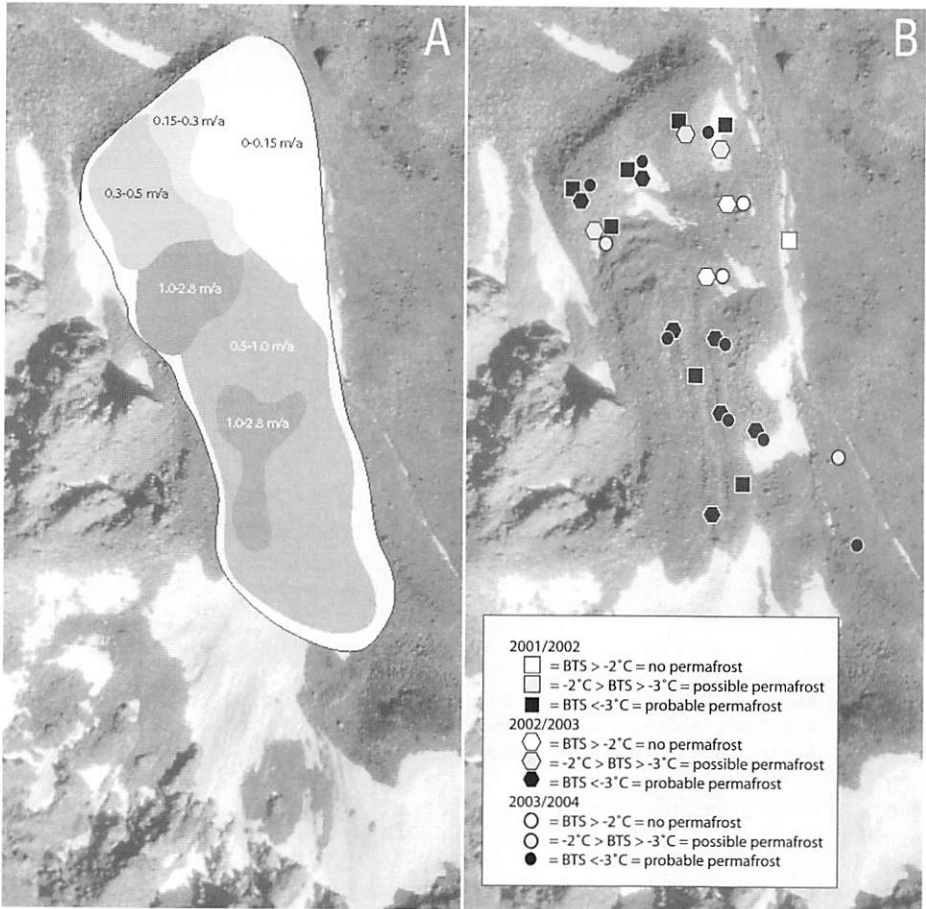 A
B
0.15-0.3 m/a
0-0.15 m/a
0.3-0.5 m/a
1.0-2.8 m/a
0.5-1.0 m/a
1.0-2.8 m/a
2001/2002
= BTS > -2˚C = no permafrost
= -2˚C > BTS > -3˚C = possible permafrost
= BTS <-3˚C = probable permafrost
2002/2003
= BTS > -2˚C = no permafrost
= -2˚C > BTS > -3˚C = possible permafrost
= BTS <-3˚C = probable permafrost
2003/2004
= BTS > -2˚C = no permafrost
= -2˚C > BTS > -3˚C = possible permafrost
= BTS <-3˚C = probable permafrost